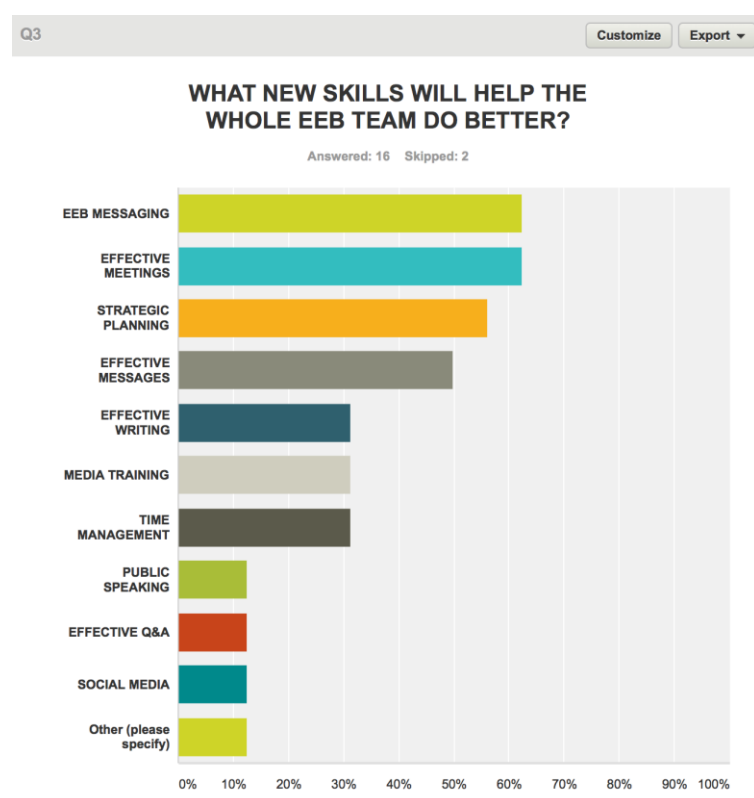 Q3
Customize
Export
WHAT NEW SKILLS WILL HELP THE
WHOLE EEB TEAM DO BETTER?
Answered: 16 Skipped: 2
EEB MESSAGING
EFFECTIVE
MEETINGS
STRATEGIC
PLANNING
EFFECTIVE
MESSAGES
EFFECTIVE
WRITING
MEDIA TRAINING
TIME
MANAGEMENT
PUBLIC
SPEAKING
EFFECTIVE Q&A
SOCIAL MEDIA
Other (please
specify)
0% 10% 20% 30% 40% 50% 60% 70% 80% 90% 100%